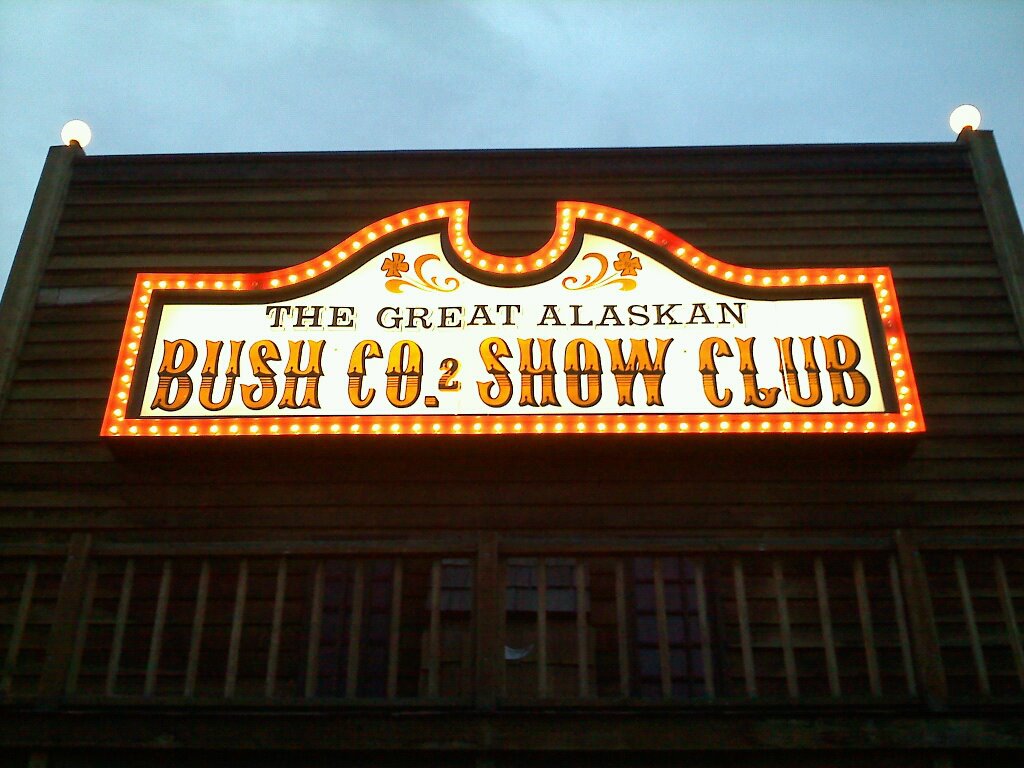 THE GREAT ALASKAN
BUSH CO.2 SHOW CLUB